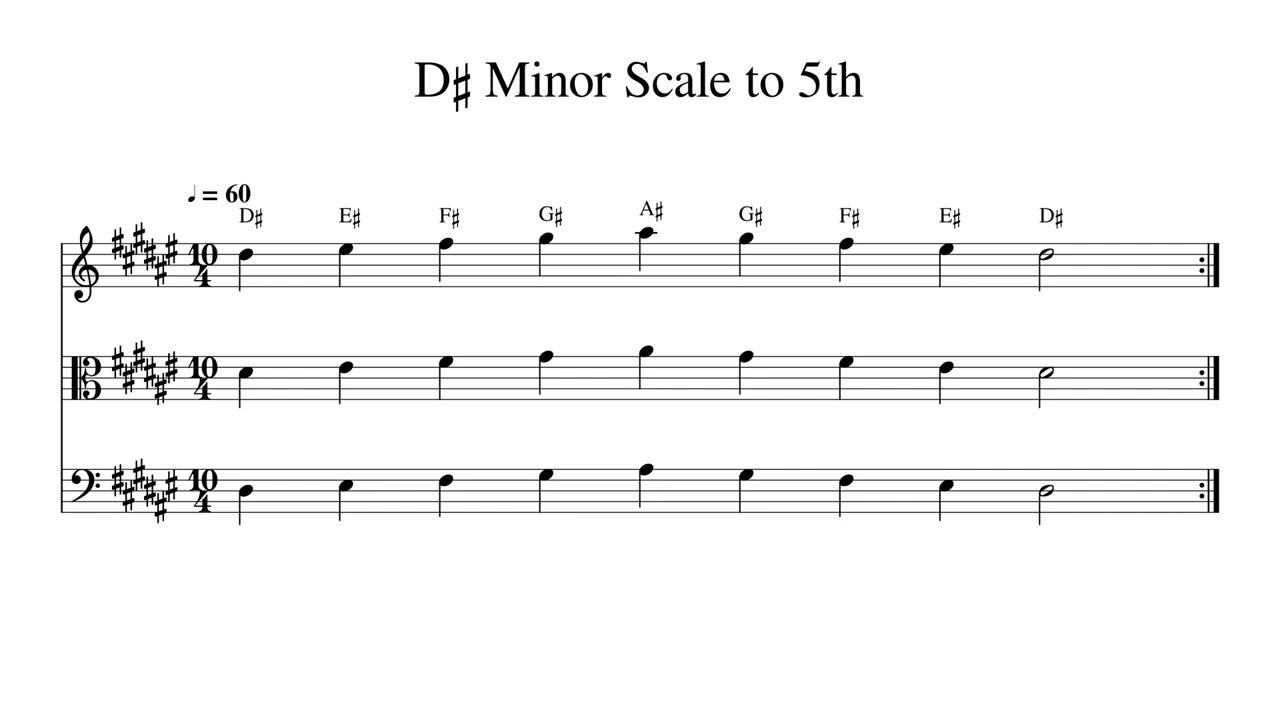 D♯ Minor Scale to 5th
♩ = 60
D♯ E♯ F♯ G♯ A♯ G♯ F♯ E♯ D♯
10
4
10
4
10
4